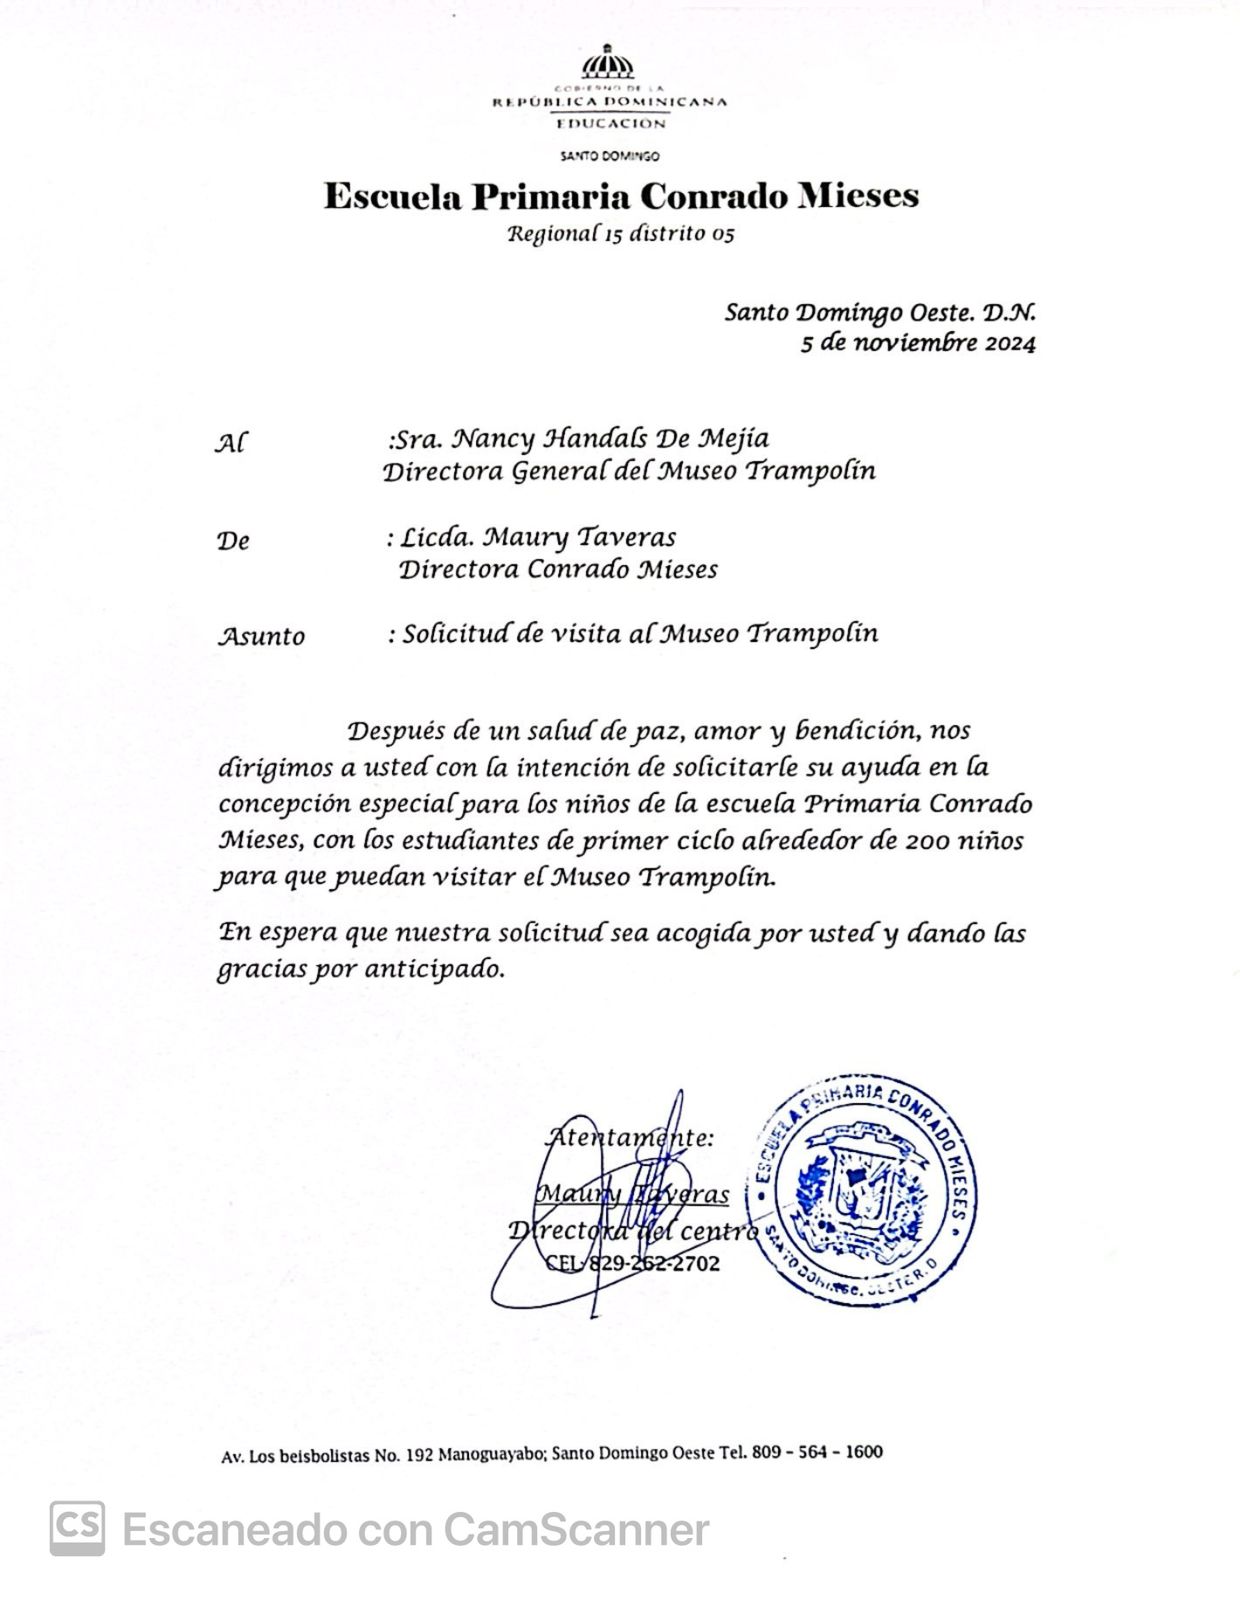 GOBIERNO DE LA
REPÚBLICA DOMINICANA
EDUCACIÓN
SANTO DOMINGO
Escuela Primaria Conrado Mieses
Regional 15 distrito 05
Santo Domingo Oeste. D.N.
5 de noviembre 2024
Al :Sra. Nancy Handals De Mejía
Directora General del Museo Trampolín
De : Licda. Maury Taveras
Directora Conrado Mieses
Asunto : Solicitud de visita al Museo Trampolín
Después de un salud de paz, amor y bendición, nos
dirigimos a usted con la intención de solicitarle su ayuda en la
concepción especial para los niños de la escuela Primaria Conrado
Mieses, con los estudiantes de primer ciclo alrededor de 200 niños
para que puedan visitar el Museo Trampolín.
En espera que nuestra solicitud sea acogida por usted y dando las
gracias por anticipado.
Atentamente:
Maury Taveras
Directora del centro
CEL: 829-262-2702
ESCUELA PRIMARIA CONRADO MIESES
SANTO DOMINGO OESTE R.D
Av. Los beisbolistas No. 192 Manoguayabo; Santo Domingo Oeste Tel. 809 – 564 – 1600
CS Escaneado con CamScanner